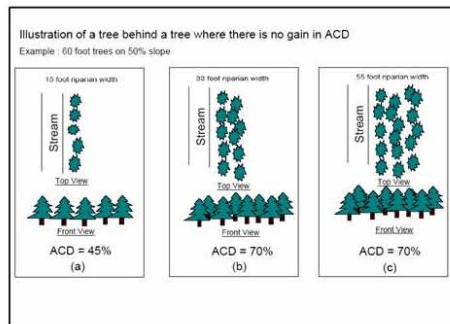 Illustration of a tree behind a tree where there is no gain in ACD
Example : 60 foot trees on 50% slope
15 foot riparian width
Stream
Top View
Front View
ACD = 45%
(a)
33 foot riparian width
Stream
Top View
Front View
ACD = 70%
(b)
55 foot riparian width
Stream
Top View
Front View
ACD = 70%
(c)